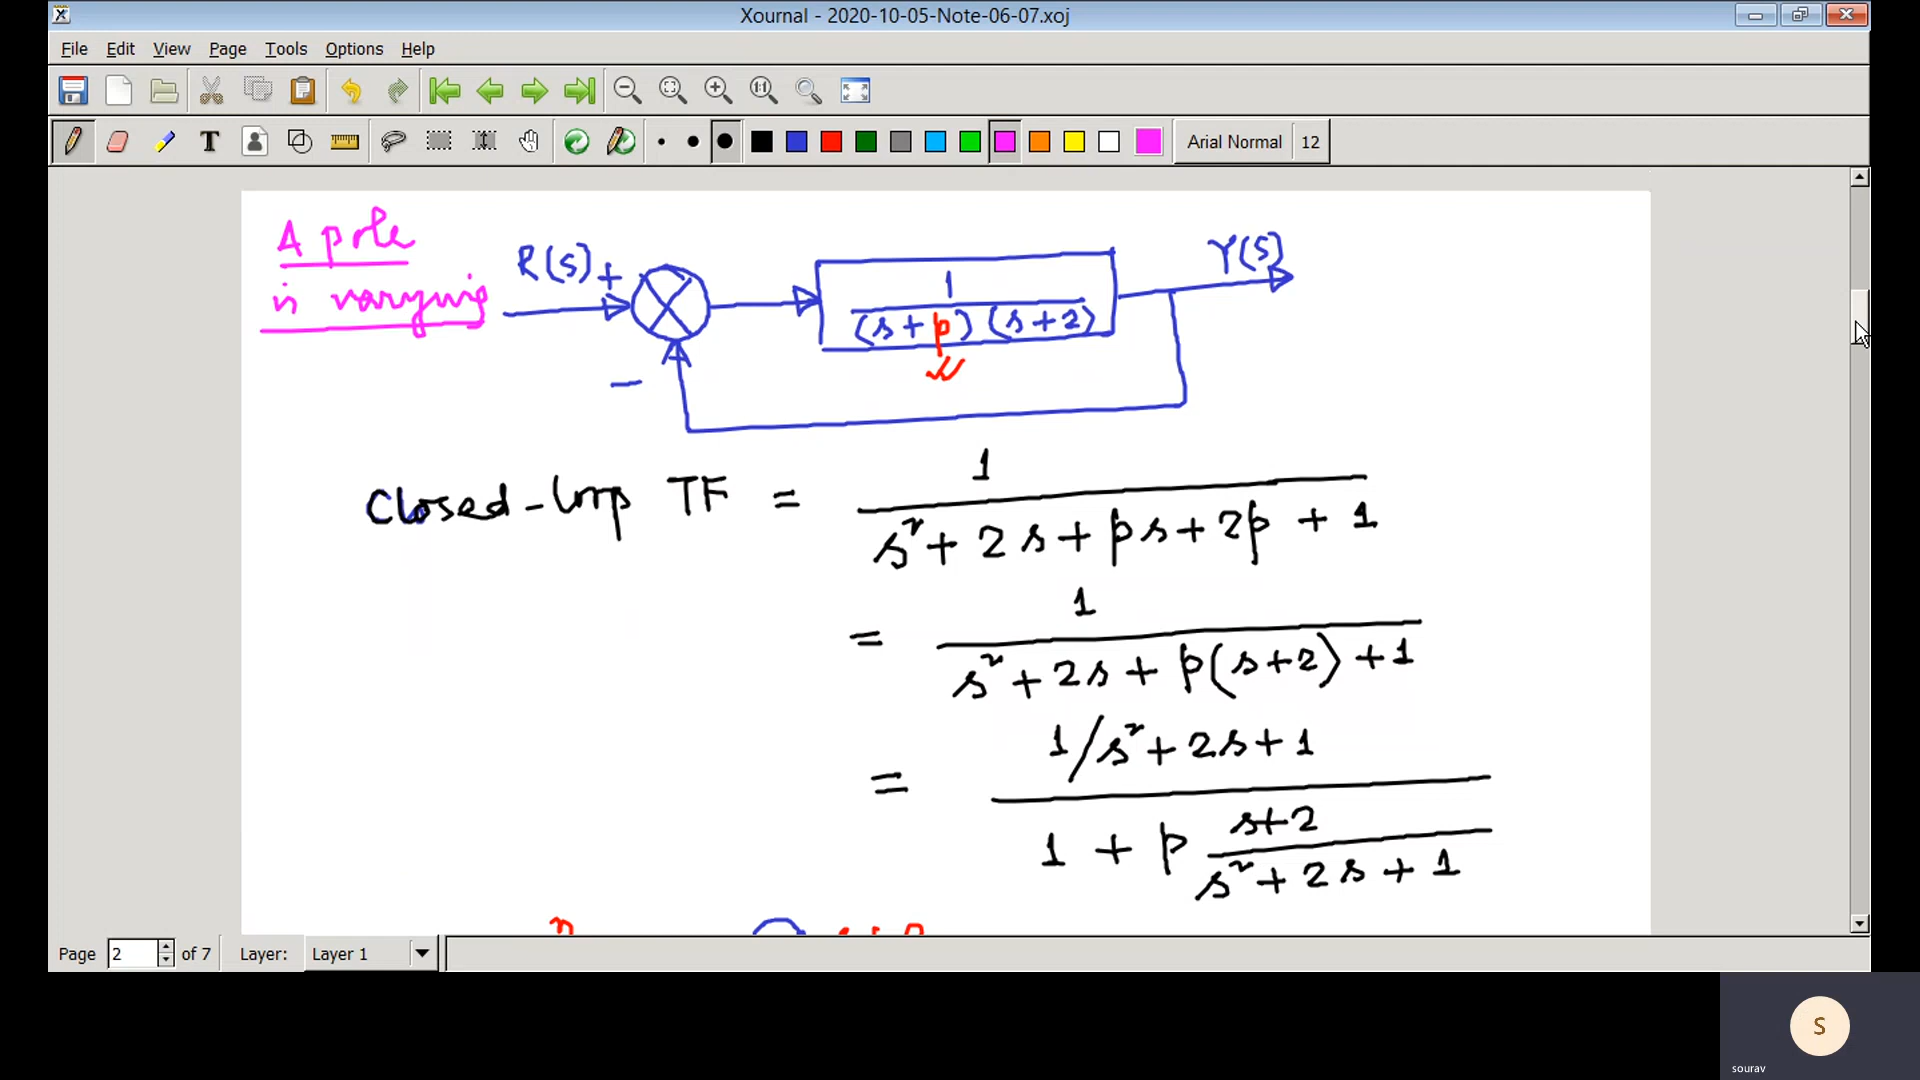 Xournal - 2020-10-05-Note-06-07.xoj
File Edit View Page Tools Options Help
Arial Normal 12
A pole
is varying
R(s) +
−
1
(s + p) (s + 2)
Y(s)
Closed-loop TF = 1
s² + 2s + ps + 2p + 1
= 1
s² + 2s + p(s+2) + 1
= 1/s² + 2s + 1
1 + p s+2
s² + 2s + 1
Page 2 of 7 Layer: Layer 1
S
sourav